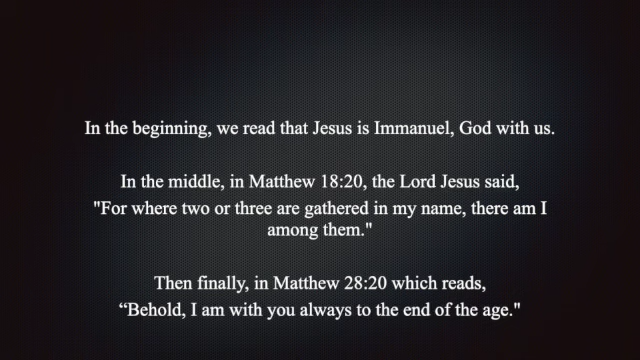 In the beginning, we read that Jesus is Immanuel, God with us.
In the middle, in Matthew 18:20, the Lord Jesus said,
"For where two or three are gathered in my name, there am I
among them."
Then finally, in Matthew 28:20 which reads,
“Behold, I am with you always to the end of the age."